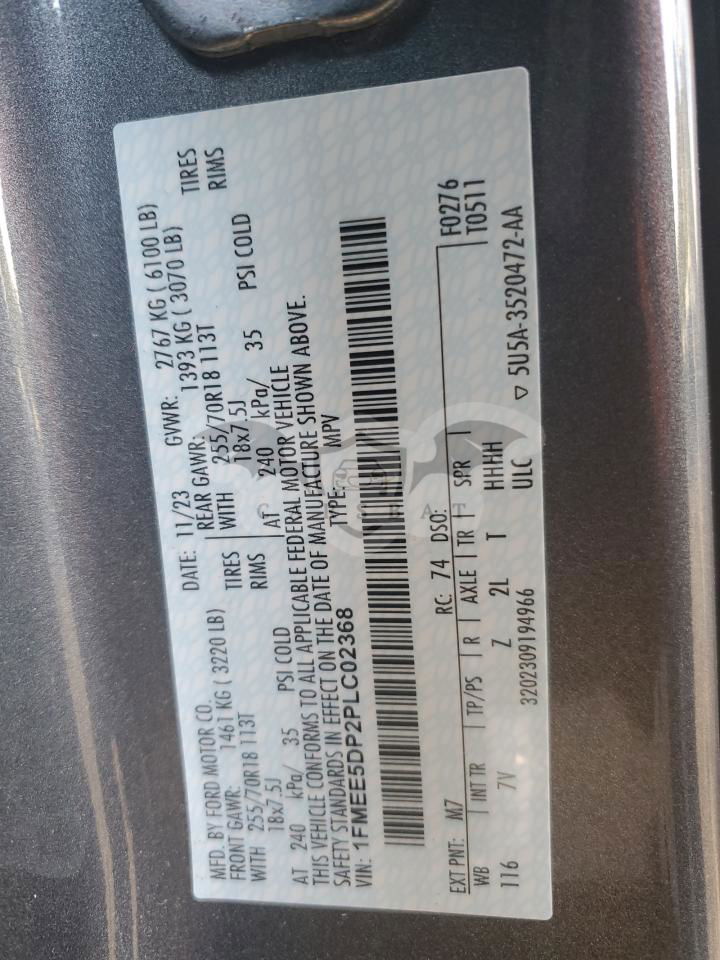 MFD. BY FORD MOTOR CO. DATE: 11/23 GVWR: 2767 KG ( 6100 LB)
FRONT GAWR: 1461 KG ( 3220 LB) REAR GAWR: 1393 KG ( 3070 LB)
WITH 255/70R18 113T TIRES WITH 255/70R18 113T TIRES
18x7.5J RIMS 18x7.5J RIMS
AT 240 kPa/ 35 PSI COLD AT 240 kPa/ 35 PSI COLD
THIS VEHICLE CONFORMS TO ALL APPLICABLE FEDERAL MOTOR VEHICLE
SAFETY STANDARDS IN EFFECT ON THE DATE OF MANUFACTURE SHOWN ABOVE.
VIN: 1FMEE5DP2PLC02368 TYPE: MPV
EXT PNT: M7 RC: 74 DSO: F0276
WB INT TR TP/PS R AXLE TR SPR T0511
116 7V Z 2L T HHHH
ULC
3202309194966 ▽ 5U5A-3520472-AA